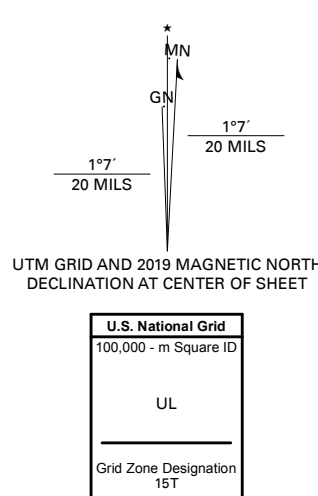 ★
MN
GN
1°7´
20 MILS
1°7´
20 MILS
UTM GRID AND 2019 MAGNETIC NORTH
DECLINATION AT CENTER OF SHEET
U.S. National Grid
100,000 - m Square ID
UL
Grid Zone Designation
15T